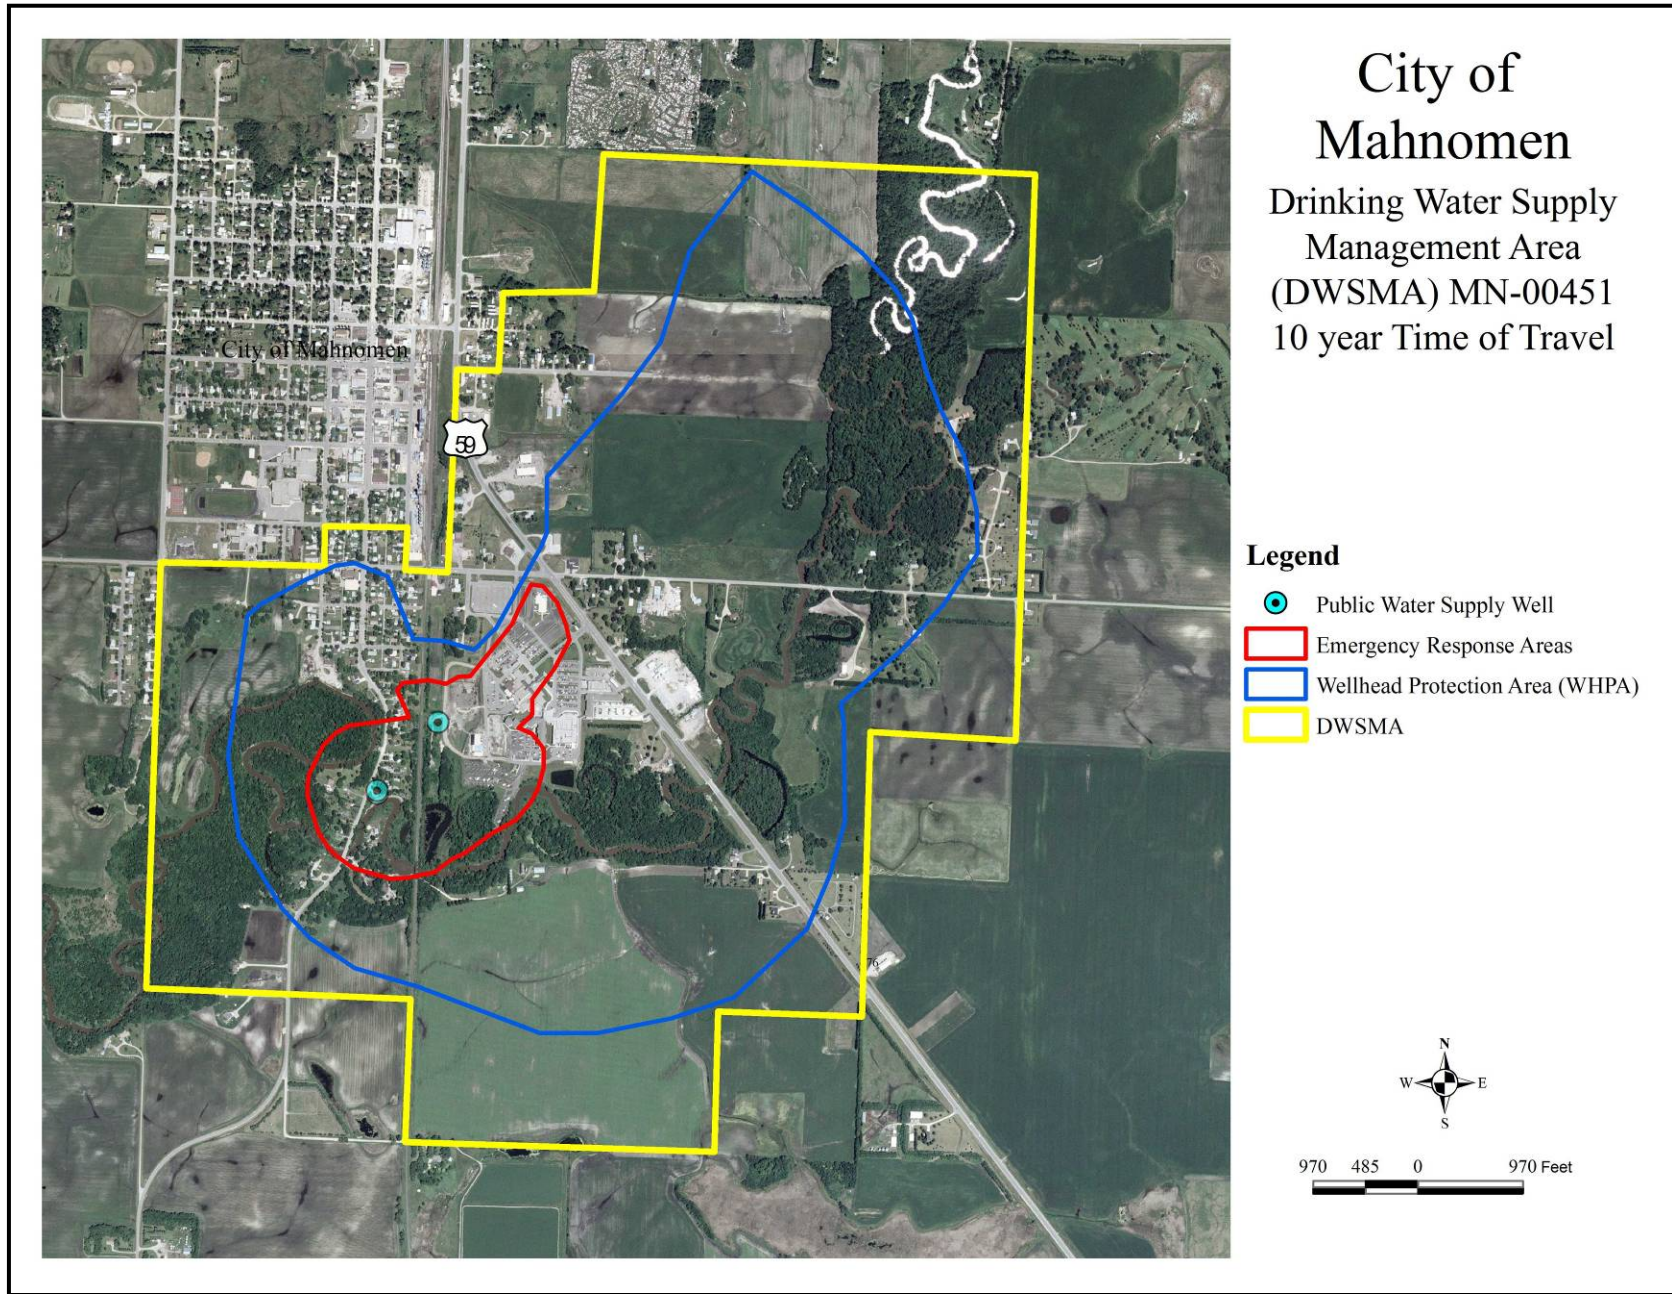 City of
Mahnomen
Drinking Water Supply
Management Area
(DWSMA) MN-00451
10 year Time of Travel
City of Mahnomen
59
76
Legend
Public Water Supply Well
Emergency Response Areas
Wellhead Protection Area (WHPA)
DWSMA
N
W E
S
970 485 0 970 Feet